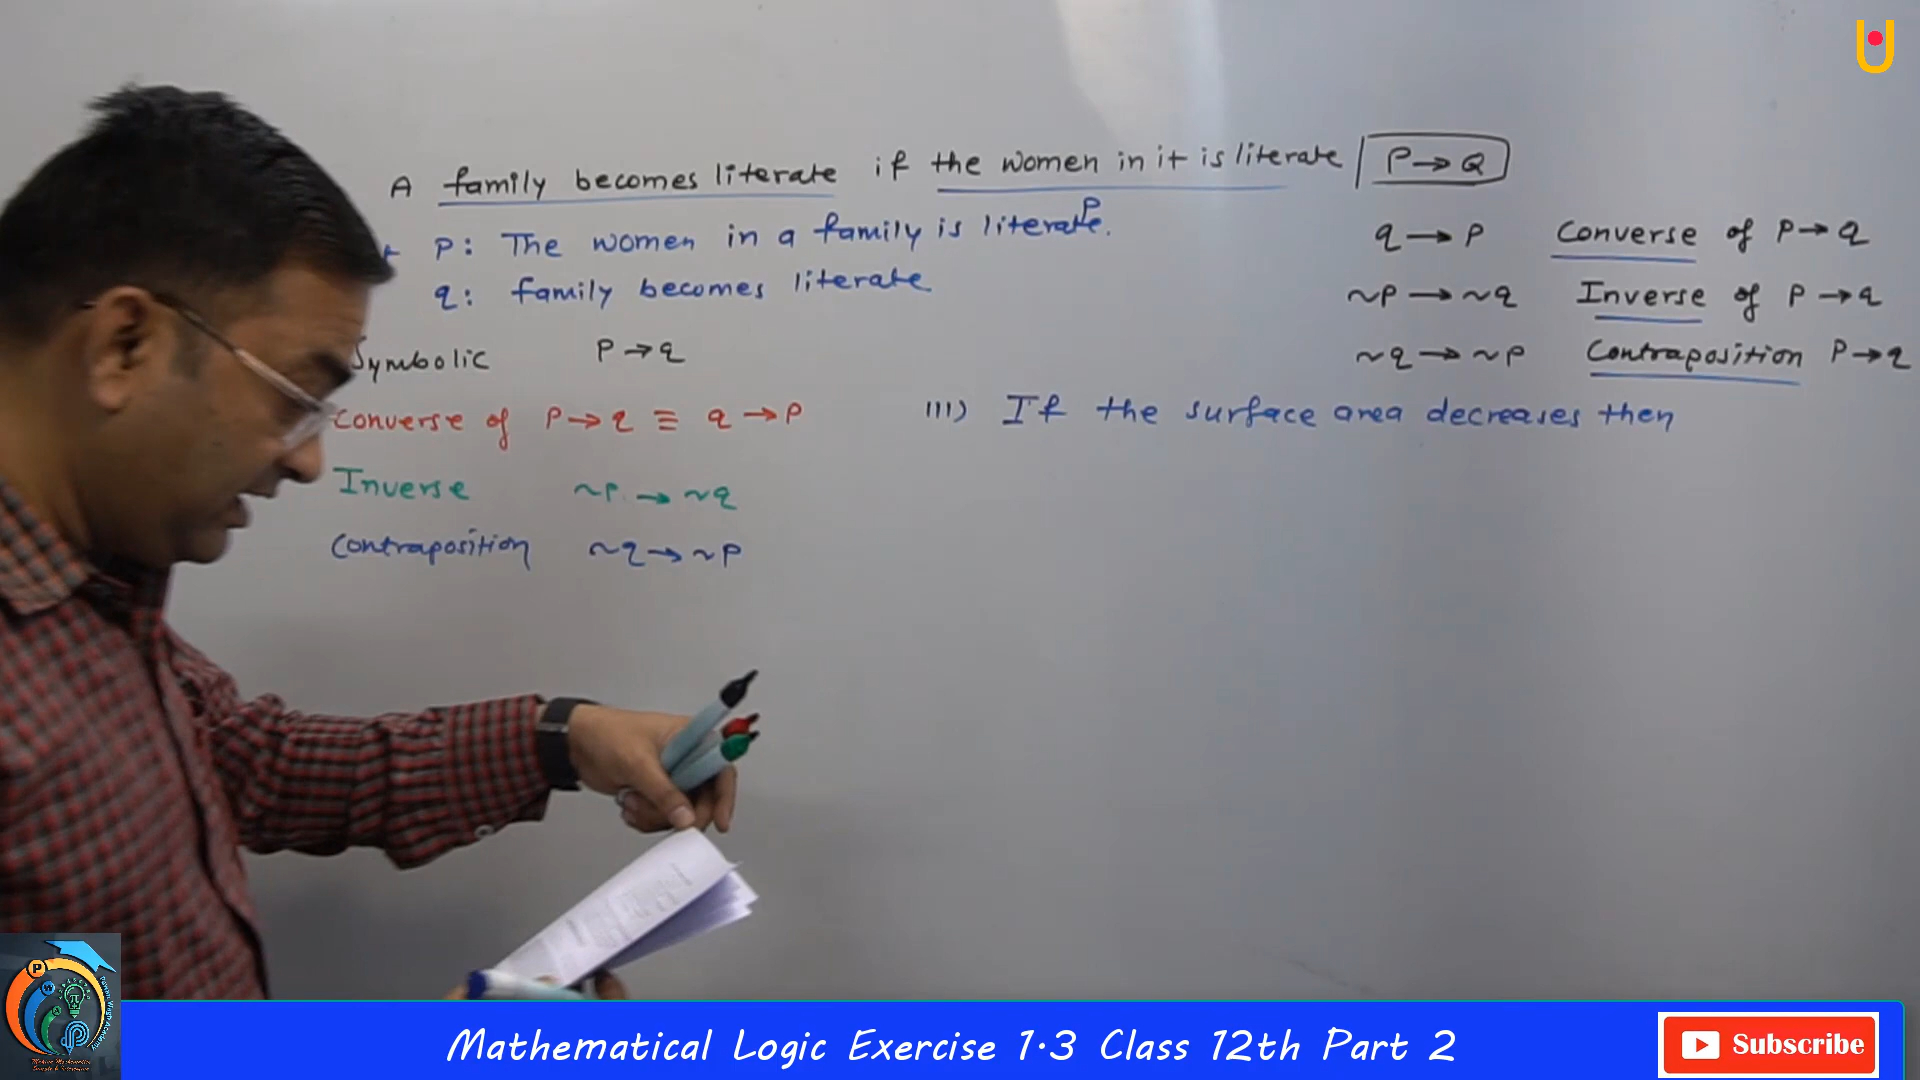 A family becomes literate if the women in it is literate P→Q
P: The women in a family is literate.
P
q: family becomes literate
Symbolic P→q
Converse of P→q ≡ q→P
Inverse ~P→~q
Contraposition ~q→~P
q→P Converse of P→q
~P→~q Inverse of P→q
~q→~P Contraposition P→q
III) If the surface area decreases then
Mathematical Logic Exercise 1.3 Class 12th Part 2
Subscribe